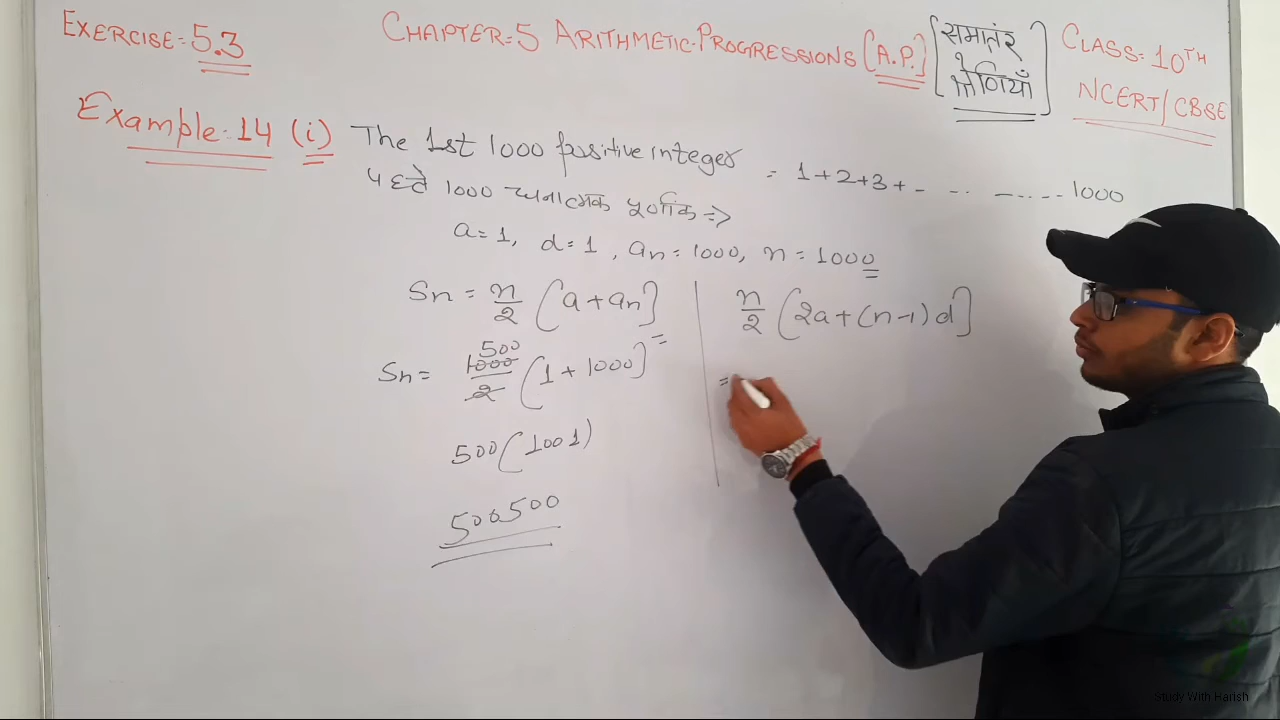 EXERCISE:- 5.3
CHAPTER:-5 ARITHMETIC-PROGRESSIONS (A.P.) [समांतर श्रेणियाँ]
CLASS:- 10TH
NCERT/CBSE
Example:-14 (i) The 1st 1000 positive integer = 1+2+3+- - -- -- - - - - -1000
1000 धनात्मक पूर्णांक =>
a=1, d=1, an=1000, n=1000
Sn = n/2 (a+an]
n/2 (2a+(n-1)d]
Sn = 500 1000/2 (1+1000] =
=
500(1001)
500500
Study With Harish